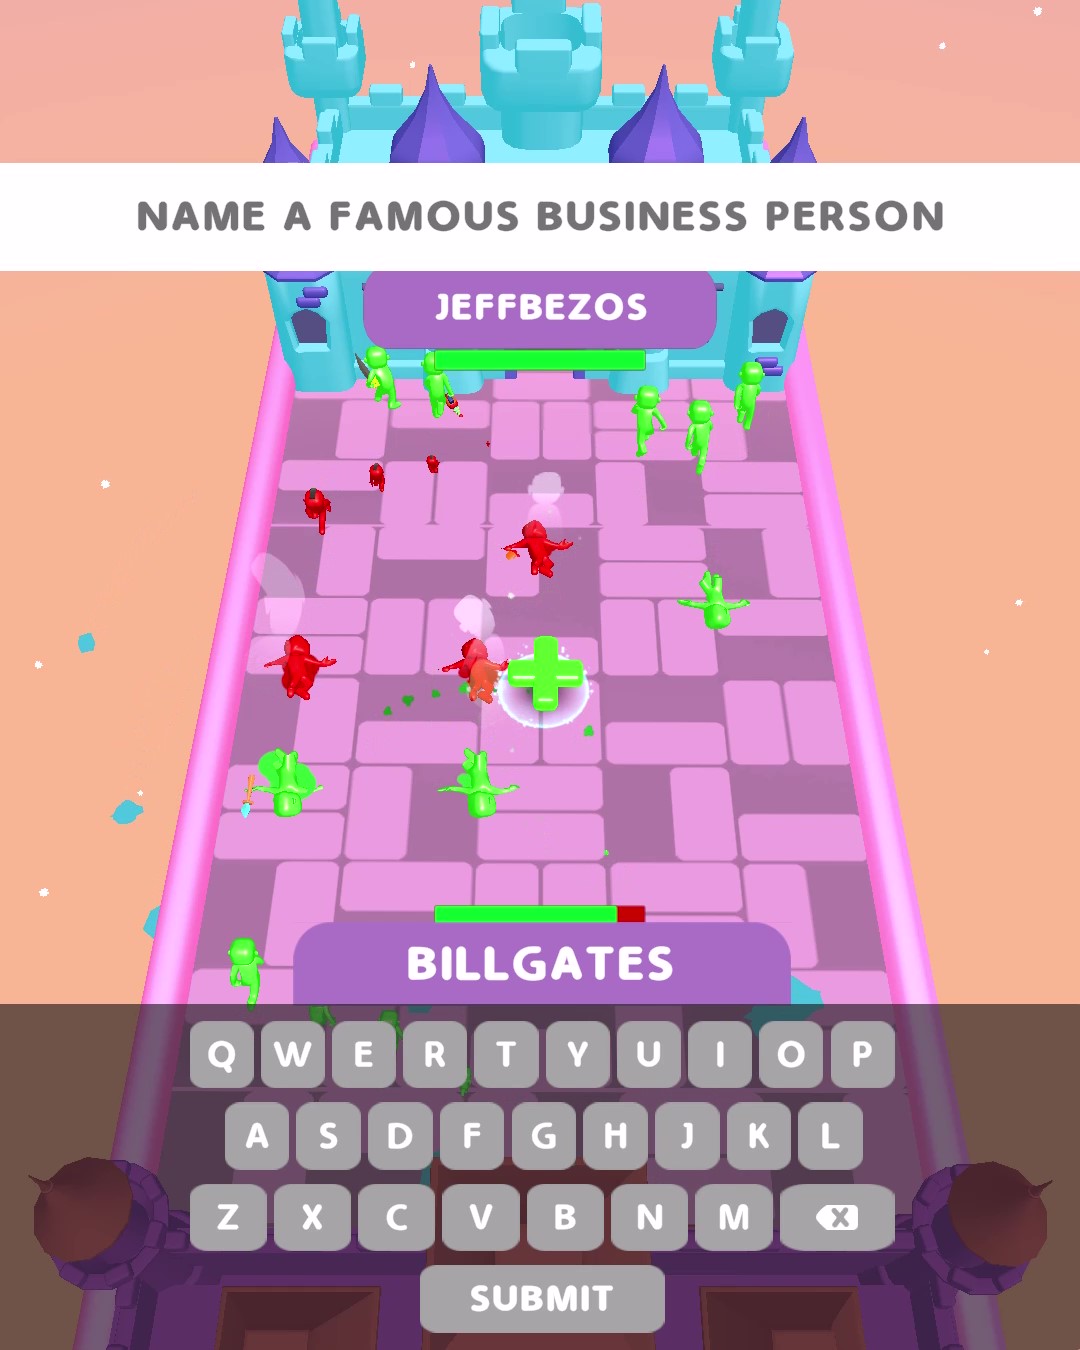 NAME A FAMOUS BUSINESS PERSON
JEFFBEZOS
BILLGATES
Q W E R T Y U I O P
A S D F G H J K L
Z X C V B N M
SUBMIT